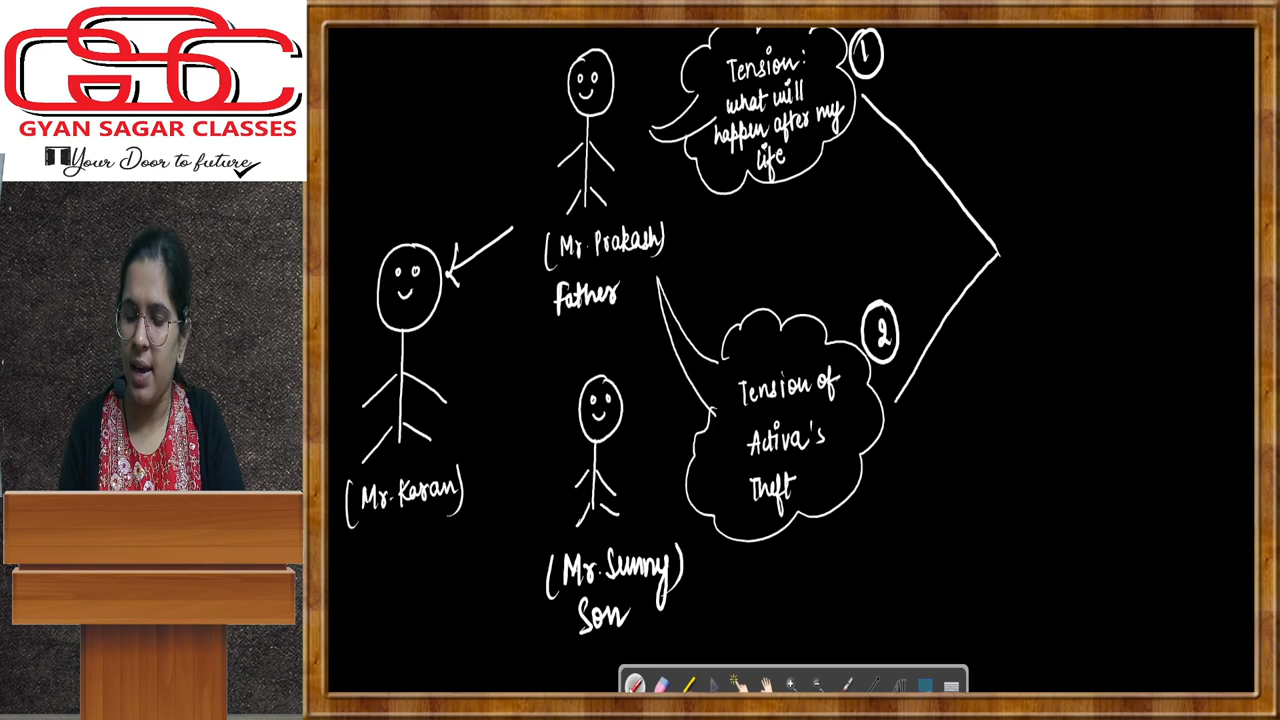 GSC
GYAN SAGAR CLASSES
Your Door to future
Tension:
what will
happen after my
life
1
(Mr. Prakash)
Father
2
Tension of
Activa's
Theft
(Mr. Karan)
(Mr. Sunny)
Son